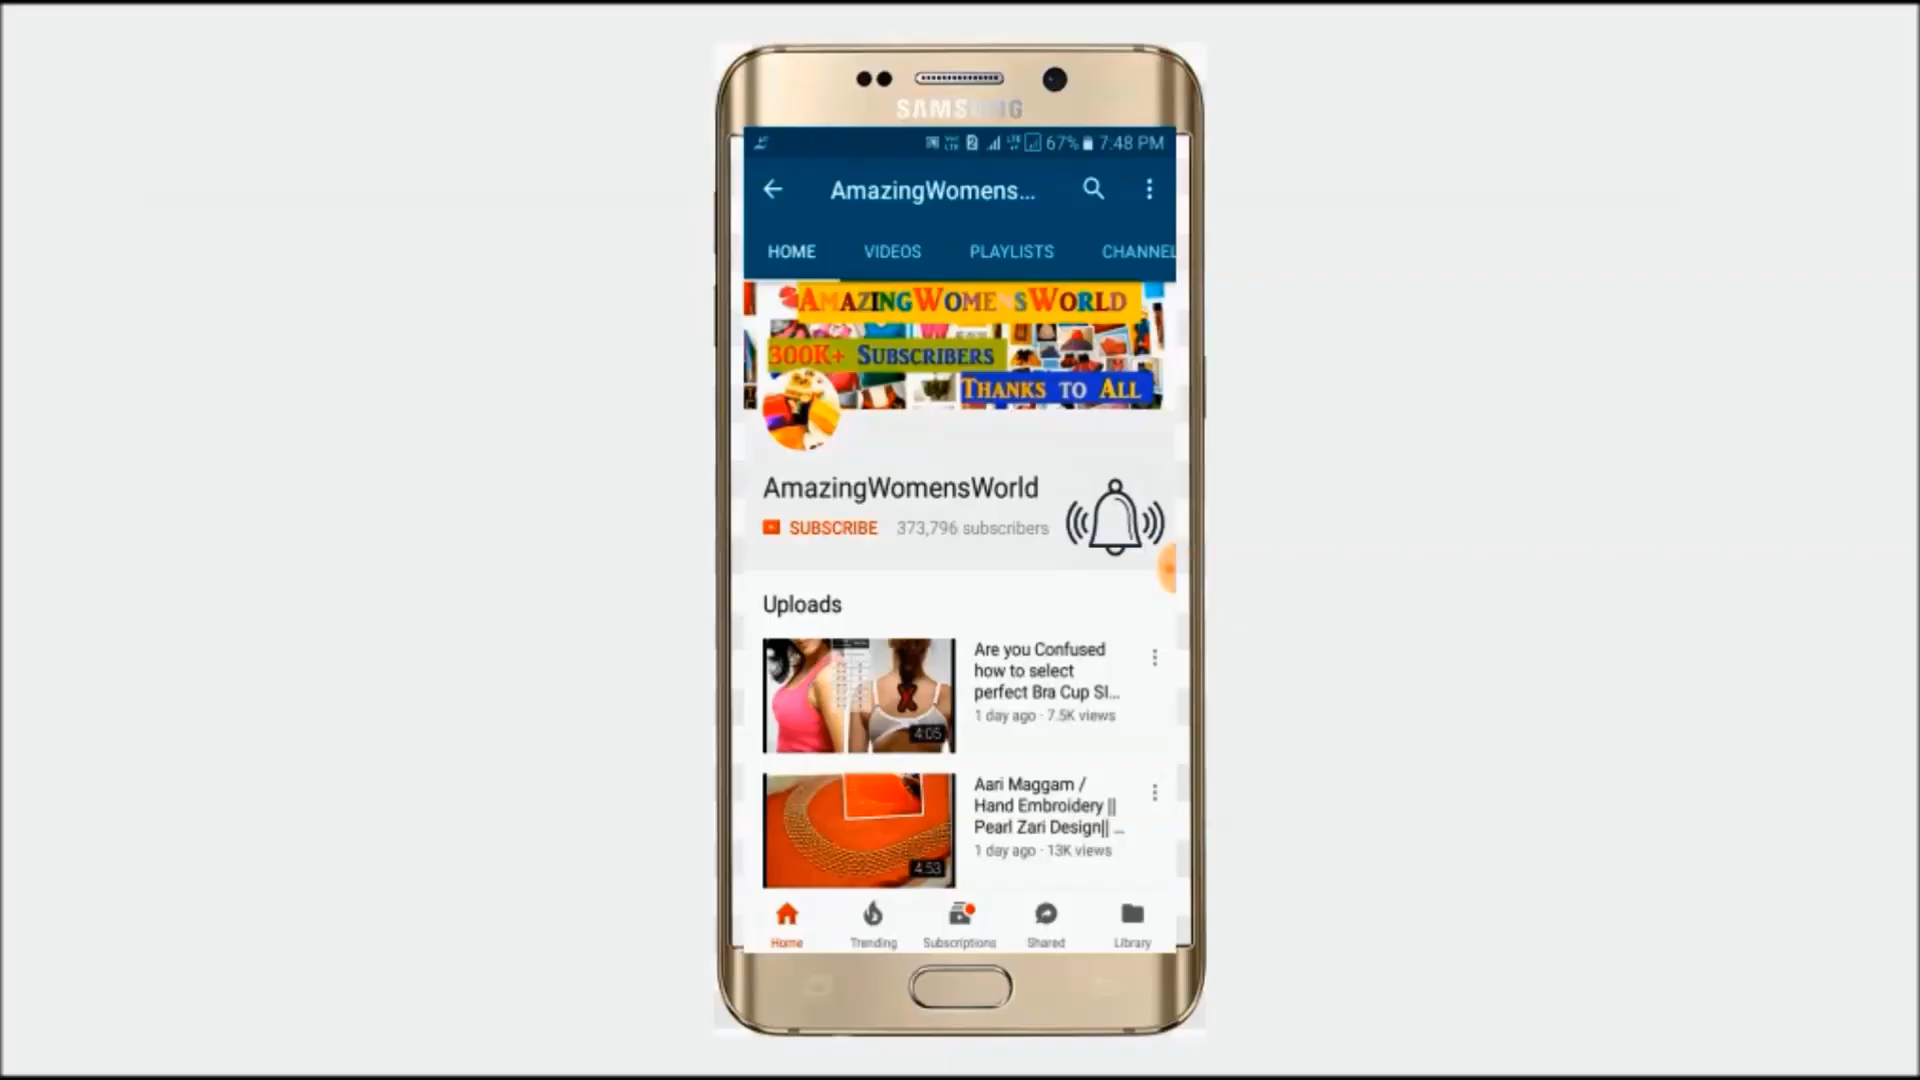 SAMSUNG
67% 7:48 PM
AmazingWomens...
HOME VIDEOS PLAYLISTS CHANNEL
AMAZINGWOMENSWORLD
300K+ SUBSCRIBERS
THANKS TO ALL
AmazingWomensWorld
SUBSCRIBE 373,796 subscribers
Uploads
Are you Confused
how to select
perfect Bra Cup SI...
1 day ago · 7.5K views
4:05
Aari Maggam /
Hand Embroidery ||
Pearl Zari Design|| ...
1 day ago · 13K views
4:53
Home Trending Subscriptions Shared Library